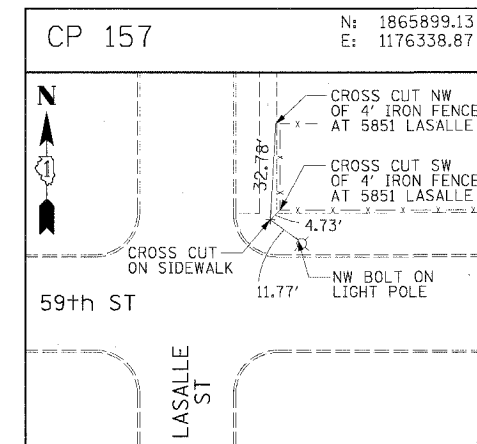 CP 157
N: 1865899.13
E: 1176338.87
N
1
CROSS CUT NW
OF 4' IRON FENCE
AT 5851 LASALLE
32.78'
CROSS CUT SW
OF 4' IRON FENCE
AT 5851 LASALLE
4.73'
CROSS CUT
ON SIDEWALK
11.77'
NW BOLT ON
LIGHT POLE
59th ST
LASALLE
ST